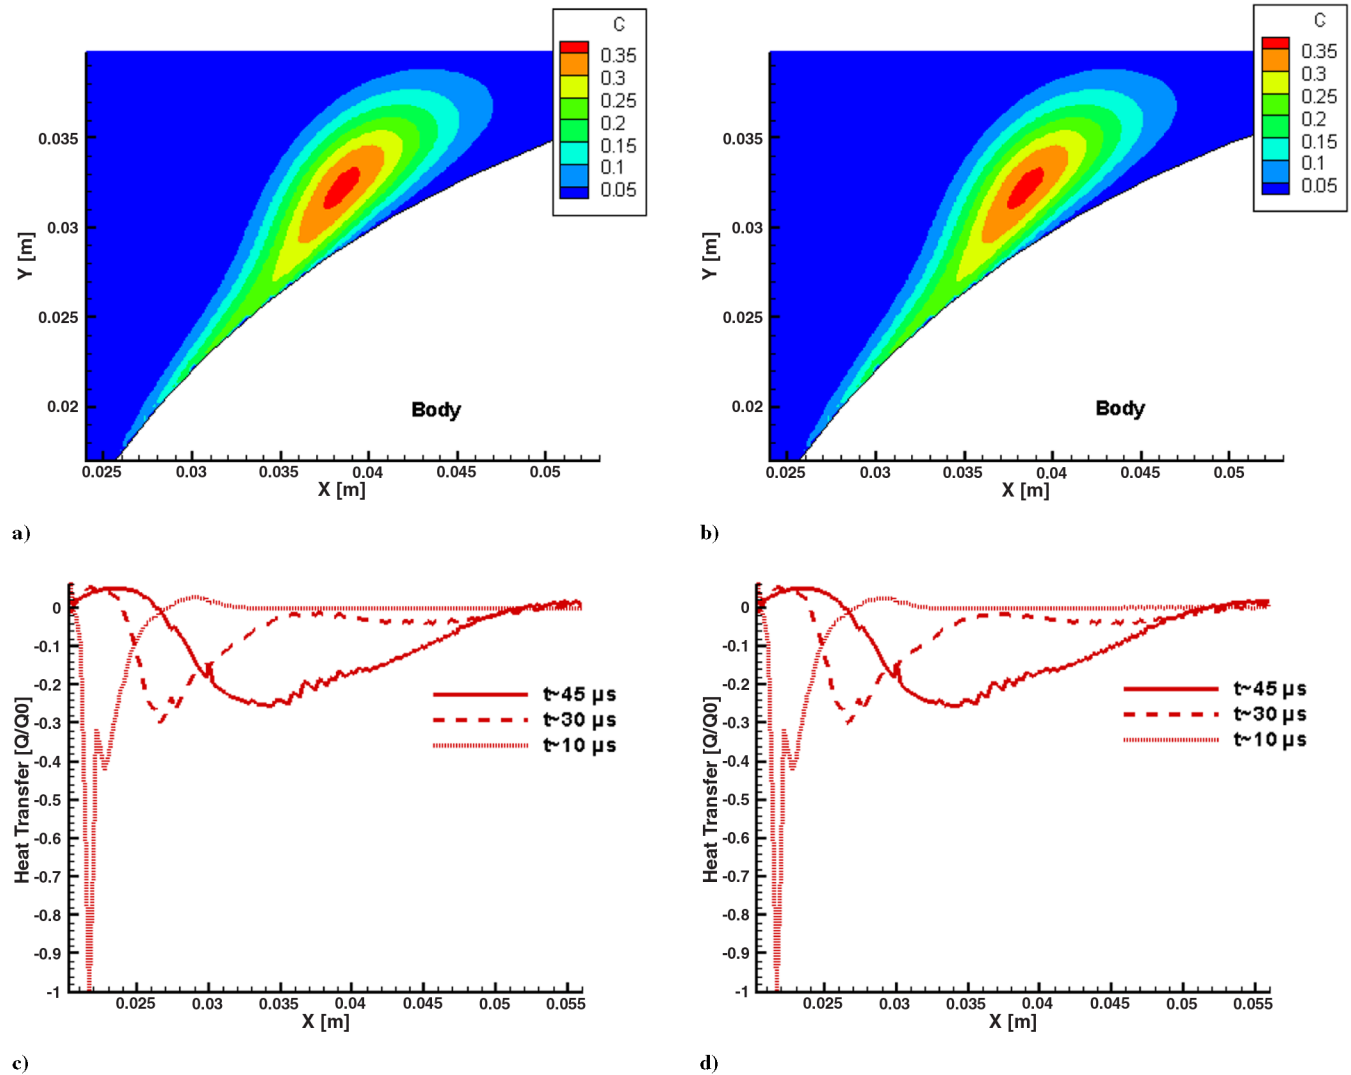 C
0.35
0.3
0.25
0.2
0.15
0.1
0.05
Y [m]
0.035
0.03
0.025
0.02
Body
0.025 0.03 0.035 0.04 0.045 0.05
X [m]
a)
C
0.35
0.3
0.25
0.2
0.15
0.1
0.05
Y [m]
0.035
0.03
0.025
0.02
Body
0.025 0.03 0.035 0.04 0.045 0.05
X [m]
b)
Heat Transfer [Q/Q0]
0
-0.1
-0.2
-0.3
-0.4
-0.5
-0.6
-0.7
-0.8
-0.9
-1
t~45 µs
t~30 µs
t~10 µs
0.025 0.03 0.035 0.04 0.045 0.05 0.055
X [m]
c)
Heat Transfer [Q/Q0]
0
-0.1
-0.2
-0.3
-0.4
-0.5
-0.6
-0.7
-0.8
-0.9
-1
t~45 µs
t~30 µs
t~10 µs
0.025 0.03 0.035 0.04 0.045 0.05 0.055
X [m]
d)